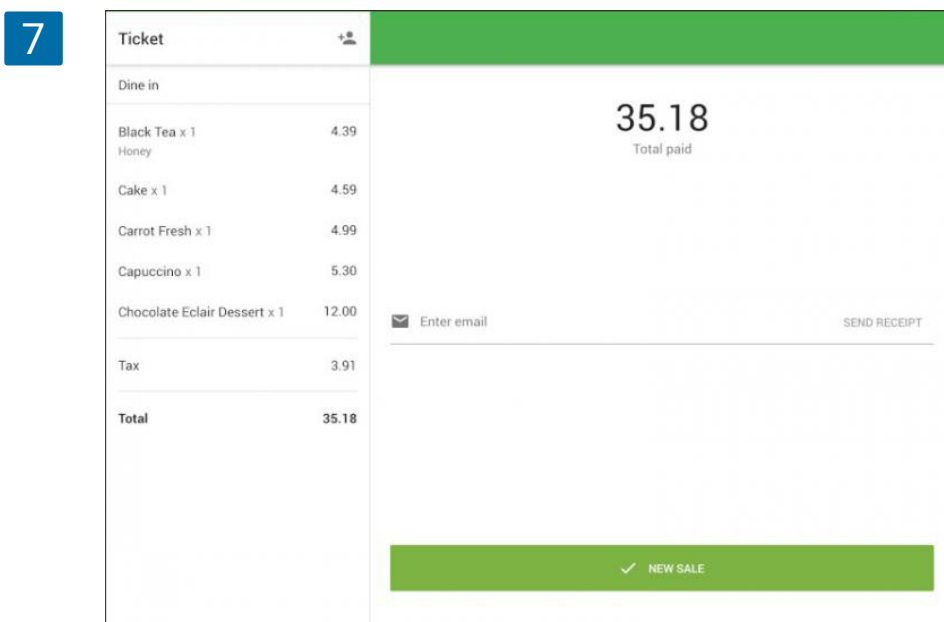 7
Ticket
Dine in
Black Tea x 1 4.39
Honey
Cake x 1 4.59
Carrot Fresh x 1 4.99
Capuccino x 1 5.30
Chocolate Eclair Dessert x 1 12.00
Tax 3.91
Total 35.18
35.18
Total paid
Enter email SEND RECEIPT
NEW SALE